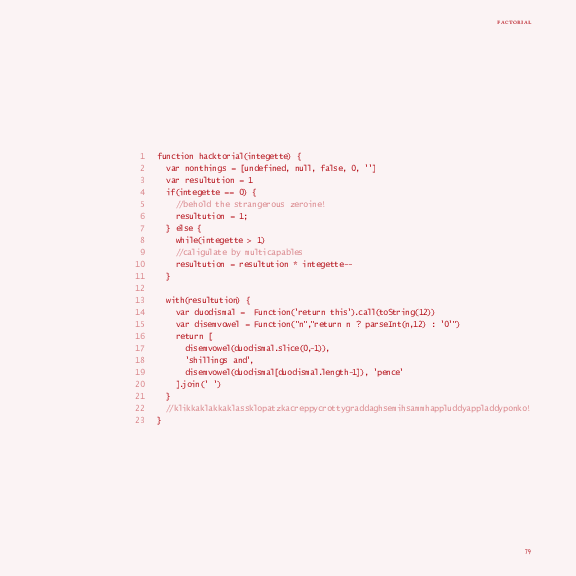 FACTORIAL
1 function hacktorial(integette) {
2 var nonthings = [undefined, null, false, 0, '']
3 var resultution = 1
4 if(integette == 0) {
5 //behold the strangerous zeroine!
6 resultution = 1;
7 } else {
8 while(integette > 1)
9 //caligulate by multicapables
10 resultution = resultution * integette--
11 }
12
13 with(resultution) {
14 var duodismal =  Function('return this').call(toString(12))
15 var disemvowel = Function("n","return n ? parseInt(n,12) : '0'")
16 return [
17 disemvowel(duodismal.slice(0,-1)),
18 'shillings and',
19 disemvowel(duodismal[duodismal.length-1]), 'pence'
20 ].join(' ')
21 }
22 //klikkaklakkaklassklopatzkacreppycrottygraddaghsemihsammhappluddyappladdyponko!
23 }
19